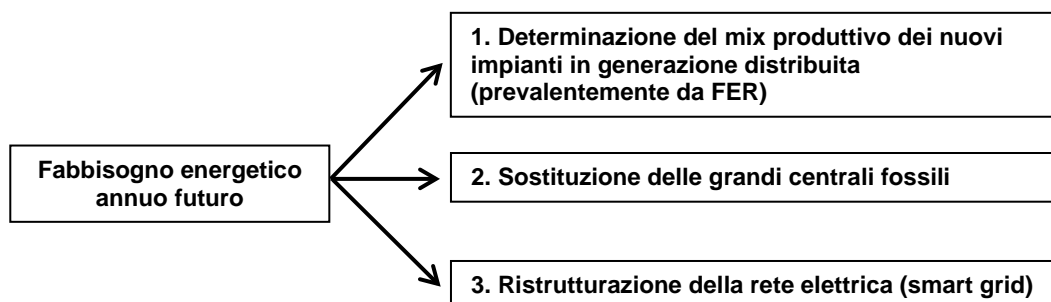 1. Determinazione del mix produttivo dei nuovi
impianti in generazione distribuita
(prevalentemente da FER)
Fabbisogno energetico
annuo futuro
2. Sostituzione delle grandi centrali fossili
3. Ristrutturazione della rete elettrica (smart grid)